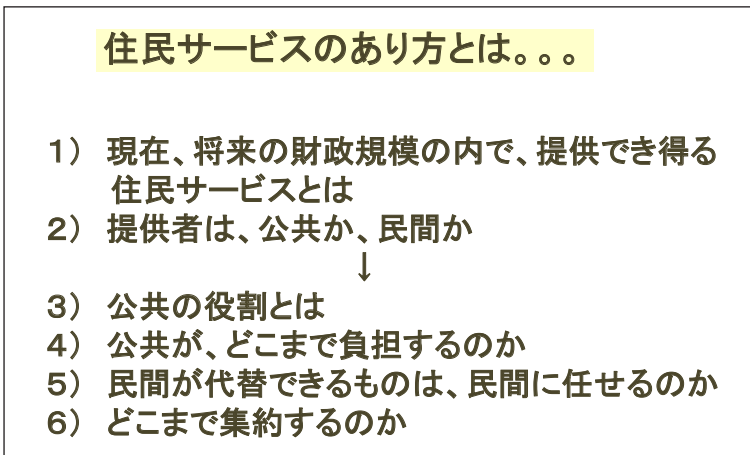 住民サービスのあり方とは。。。
１） 現在、将来の財政規模の内で、提供でき得る
住民サービスとは
２） 提供者は、公共か、民間か
↓
３） 公共の役割とは
４） 公共が、どこまで負担するのか
５） 民間が代替できるものは、民間に任せるのか
６） どこまで集約するのか